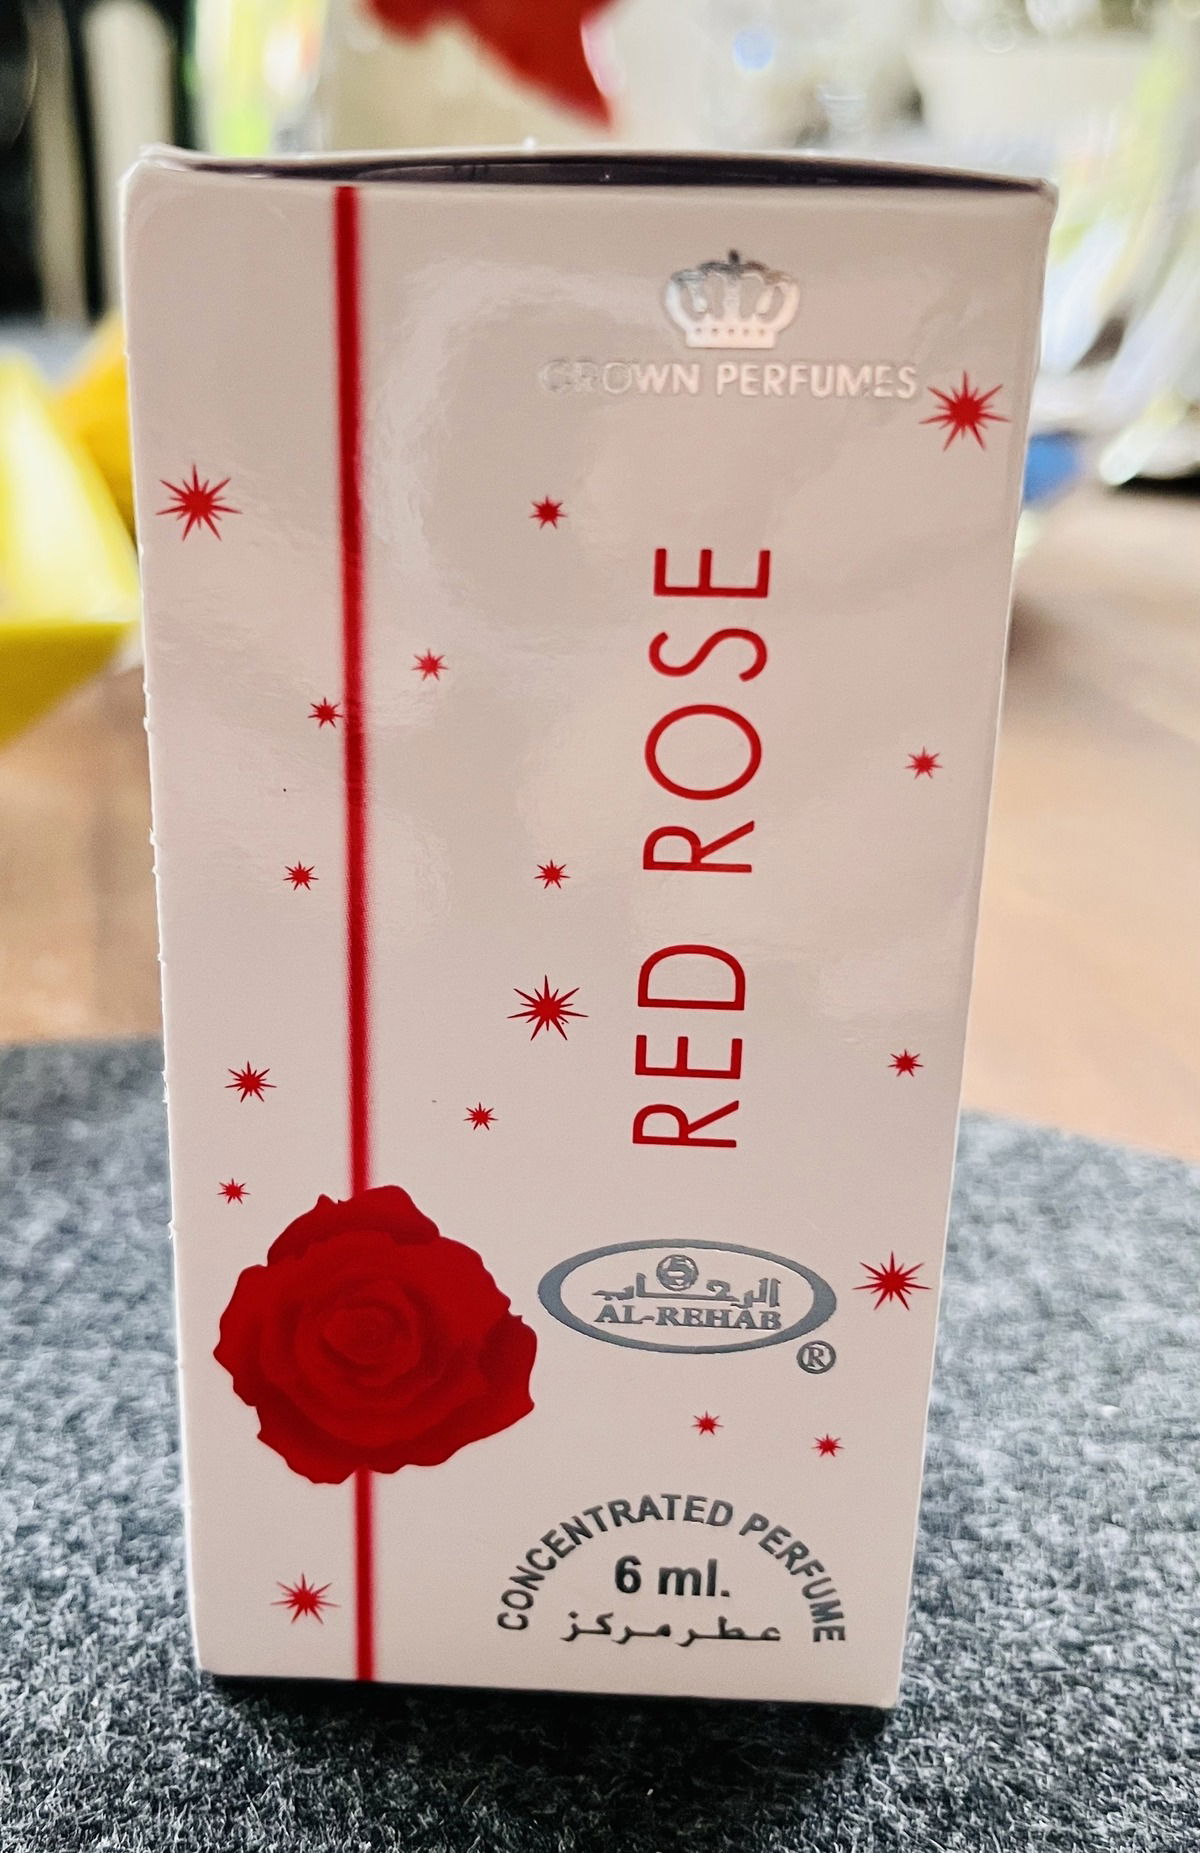 CROWN PERFUMES
RED ROSE
الرحاب
AL-REHAB
®
CONCENTRATED PERFUME
6 ml.
عطر مركز